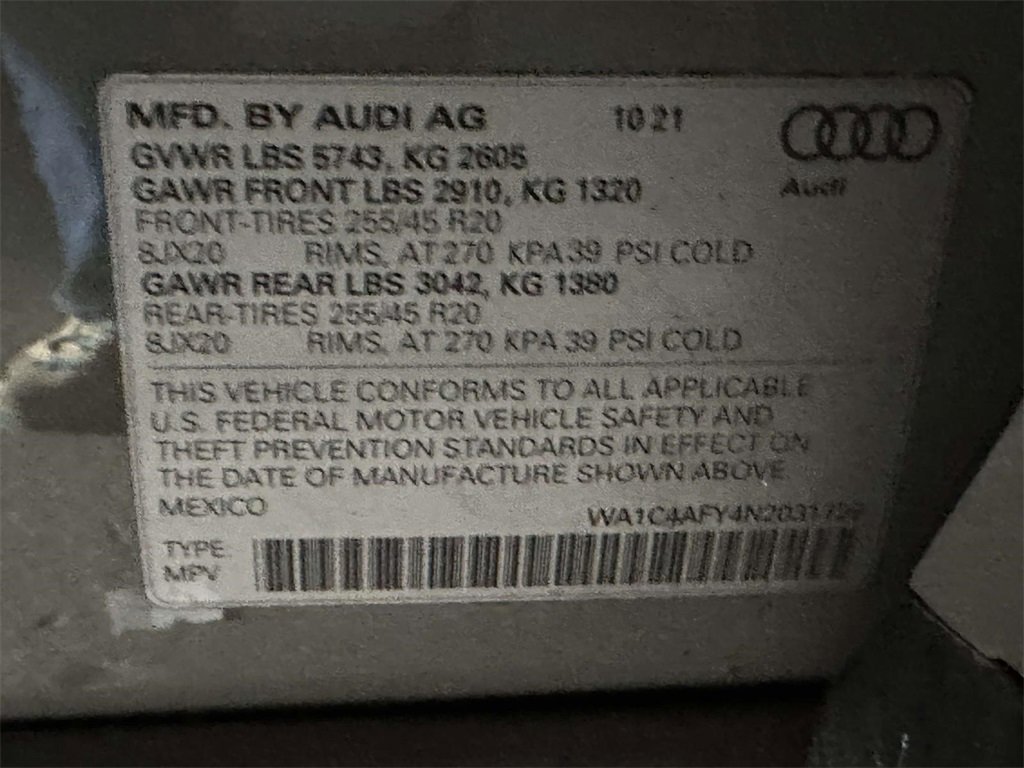 MFD. BY AUDI AG 10 21
Audi
GVWR LBS 5743, KG 2605
GAWR FRONT LBS 2910, KG 1320
FRONT-TIRES 255/45 R20
8JX20 RIMS, AT 270 KPA 39 PSI COLD
GAWR REAR LBS 3042, KG 1380
REAR-TIRES 255/45 R20
8JX20 RIMS, AT 270 KPA 39 PSI COLD
THIS VEHICLE CONFORMS TO ALL APPLICABLE
U.S. FEDERAL MOTOR VEHICLE SAFETY AND
THEFT PREVENTION STANDARDS IN EFFECT ON
THE DATE OF MANUFACTURE SHOWN ABOVE.
MEXICO
TYPE
MPV